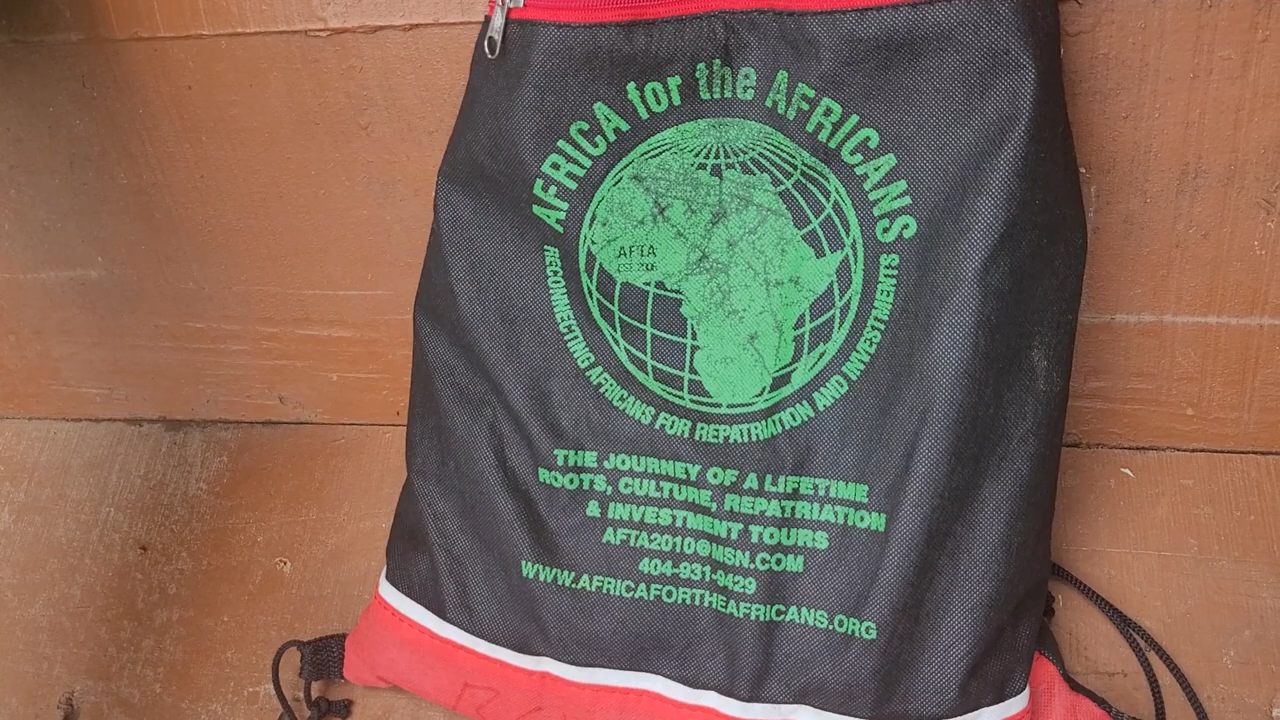 AFRICA for the AFRICANS
AFTA
RECONNECTING AFRICANS FOR REPATRIATION AND INVESTMENTS
THE JOURNEY OF A LIFETIME
ROOTS, CULTURE, REPATRIATION
& INVESTMENT TOURS
AFTA2010@MSN.COM
404-931-9429
WWW.AFRICAFORTHEAFRICANS.ORG